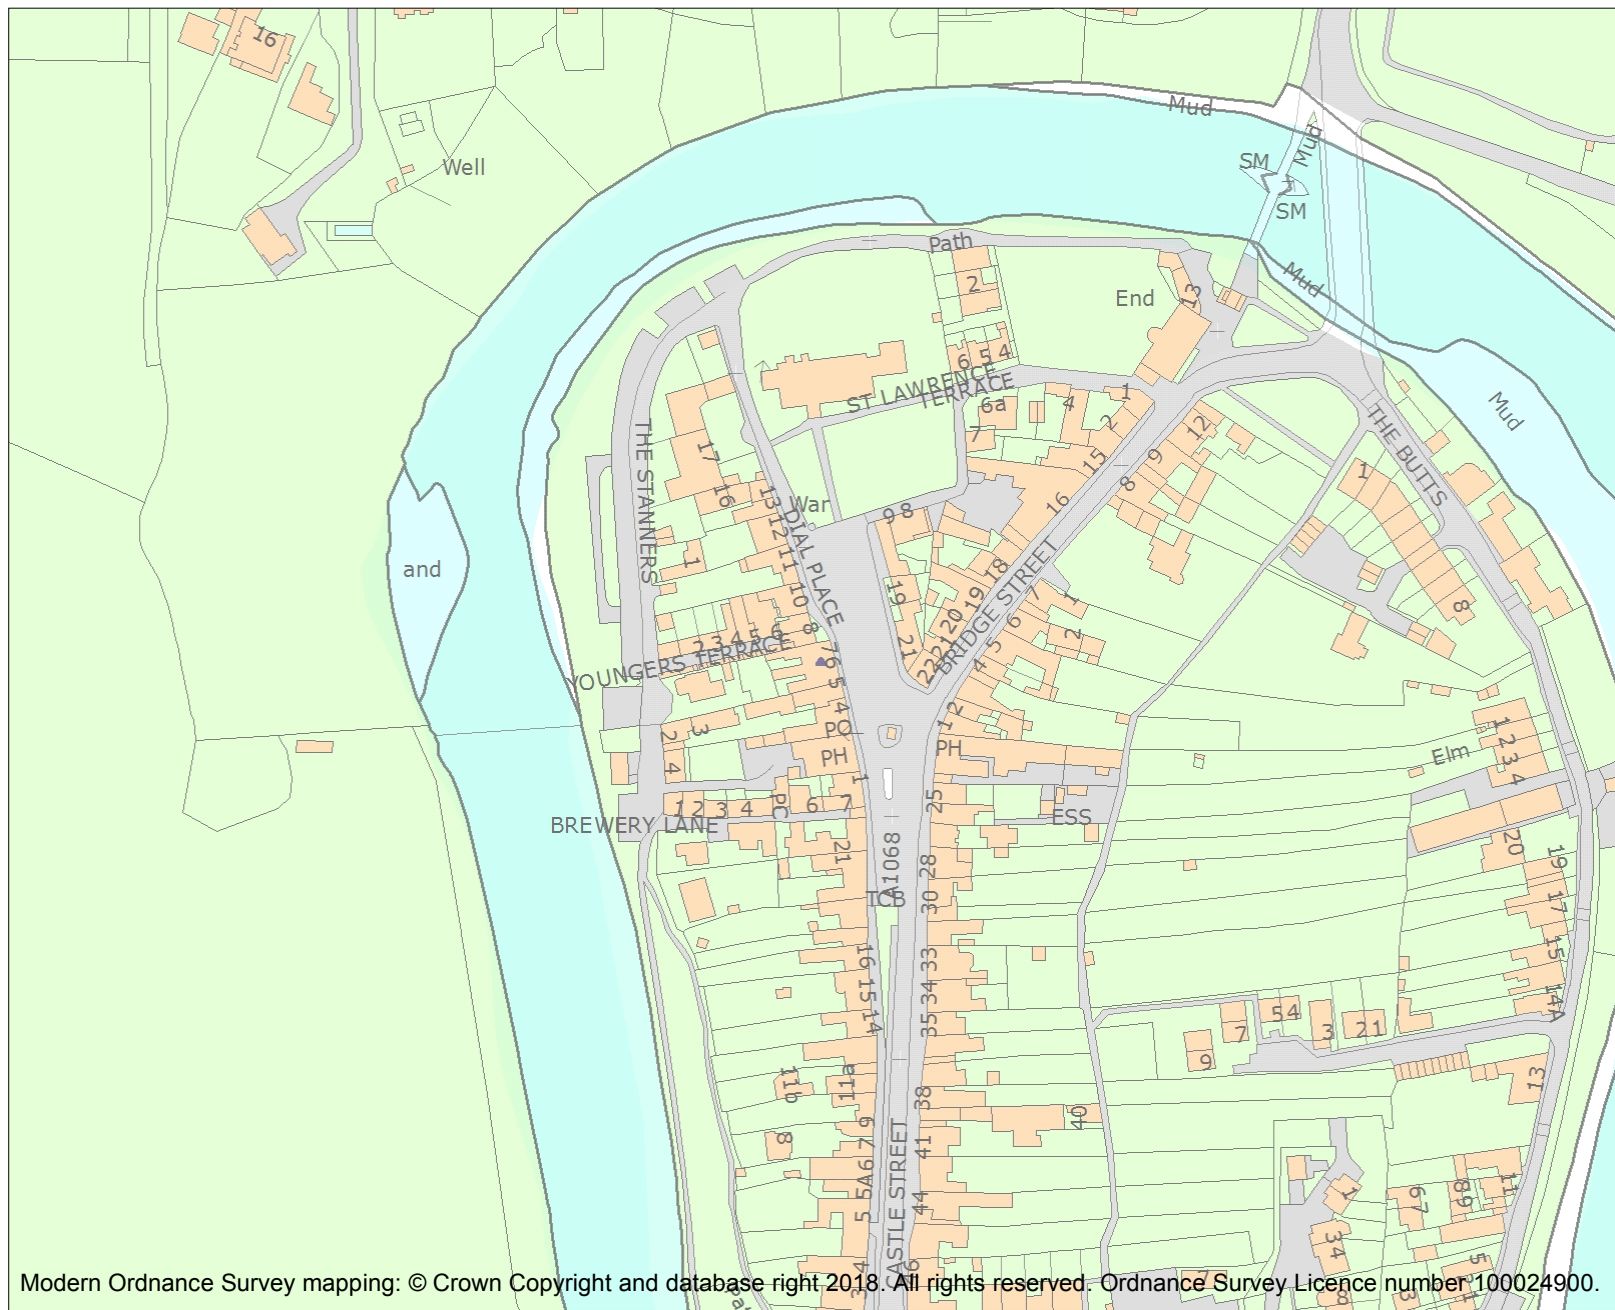 16
Mud
Mud
SM
Well
SM
Path
Mud
2
13
End
6 5 4
ST LAWRENCE
TERRACE
6a
1
4
2
12
7
THE BUTTS
Mud
THE STANNERS
17
15
9
1
16
13
War
8
16
9 8
12
DIAL PLACE
11
and
1
10
18
19
19
BRIDGE STREET
7
1
8
20
6
2
8
2 3 4 5 6
21
21
5
YOUNGERS TERRACE
7
6
22
4
5
4
2
1
3
PO
1
2
2
PH
PH
Elm
3
4
1
4
1 2 3 4
PC
6
7
25
BREWERY LANE
ESS
21
A1068
28
20
19
TCB
30
17
16
33
15
15
34
14A
14
35
5 4
7
3
2 1
9
11b
11a
38
13
40
9
8
7
41
6
5A
11
1
6
7
8
9
5
44
CASTLE STREET
34
5
4
3
Modern Ordnance Survey mapping: © Crown Copyright and database right 2018. All rights reserved. Ordnance Survey Licence number 100024900.